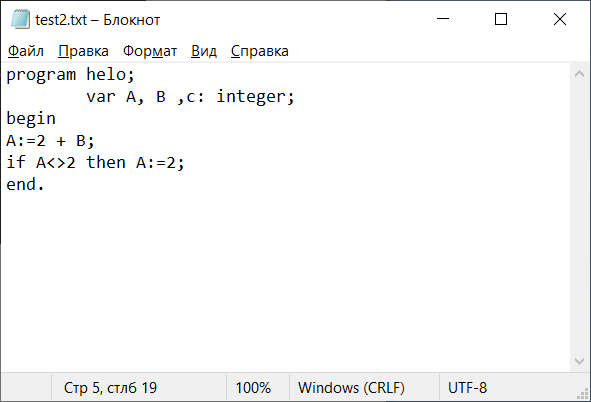 test2.txt – Блокнот
Файл Правка Формат Вид Справка
program helo;
        var A, B ,c: integer;
begin
A:=2 + B;
if A<>2 then A:=2;
end.
Стр 5, стлб 19 100% Windows (CRLF) UTF-8